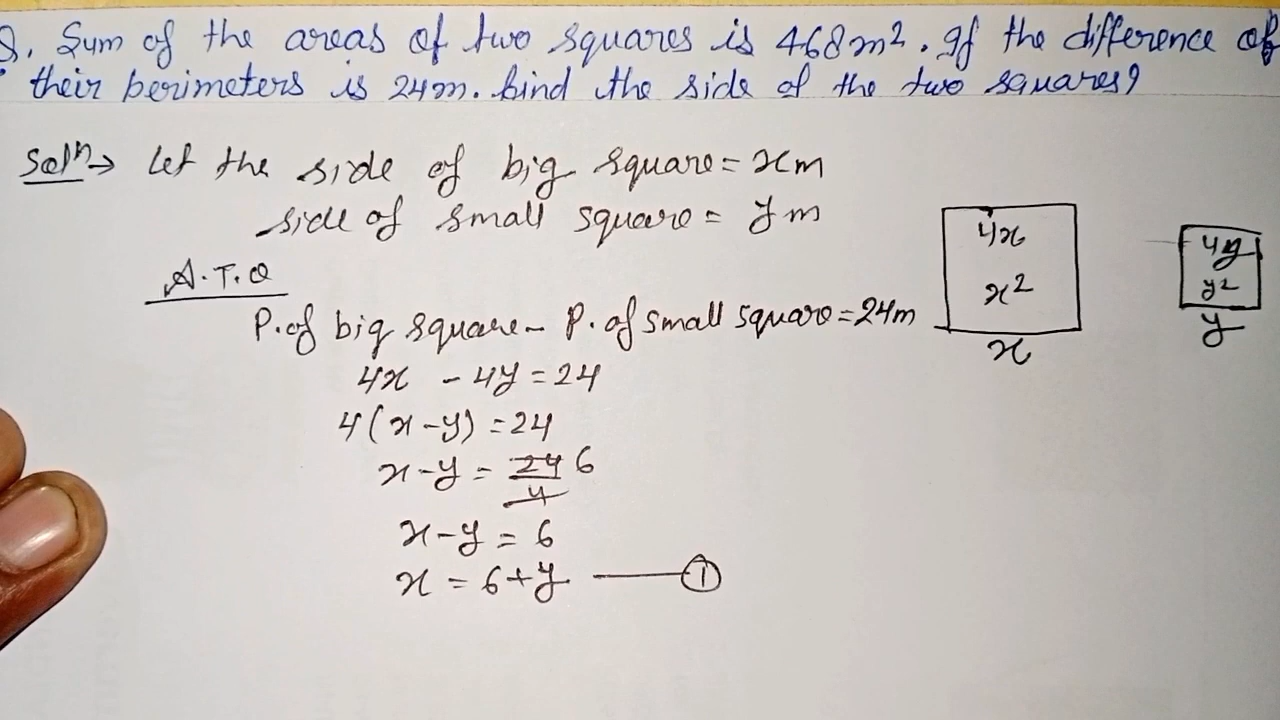 Q. Sum of the areas of two squares is 468m². If the difference of
their perimeters is 24m. find the side of the two squares?
Solⁿ→ Let the side of big square = xm
side of small square = ym
A.T.Q
P. of big square - P. of small square = 24m
4x - 4y = 24
4(x-y) = 24
x-y = 24/4 6
x-y = 6
x = 6+y ——— ①
4x
x²
x
4y
y²
y